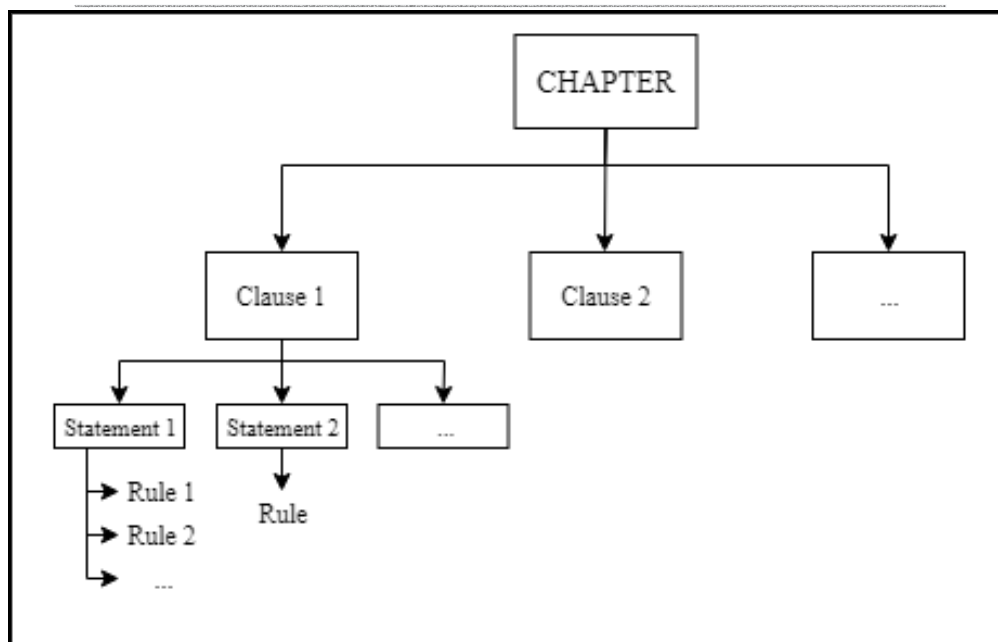 CHAPTER
Clause 1
Clause 2
...
Statement 1
Statement 2
...
Rule 1
Rule 2
...
Rule